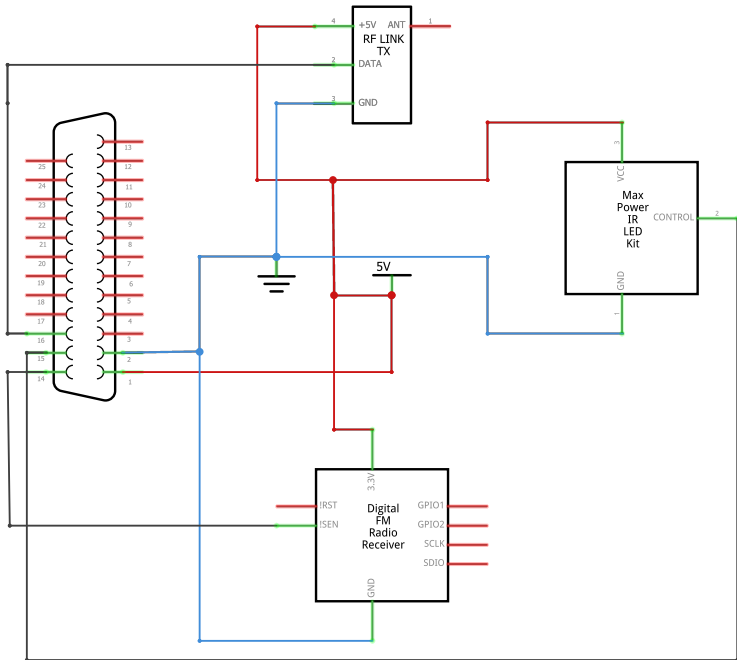 4 +5V ANT 1
RF LINK
TX
2 DATA
3 GND
13
25 12
24 11
23 10
22 9
21 8
20 7
19 6
18 5
17 4
16 3
15 2
14 1
5V
3
VCC
Max
Power
IR
LED
Kit
CONTROL 2
GND
1
3.3V
!RST
!SEN
Digital
FM
Radio
Receiver
GPIO1
GPIO2
SCLK
SDIO
GND